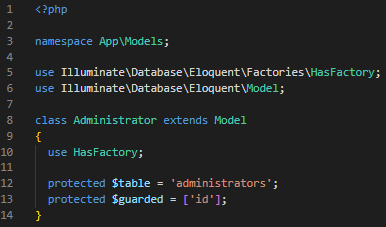 1 <?php
2
3 namespace App\Models;
4
5 use Illuminate\Database\Eloquent\Factories\HasFactory;
6 use Illuminate\Database\Eloquent\Model;
7
8 class Administrator extends Model
9 {
10     use HasFactory;
11
12     protected $table = 'administrators';
13     protected $guarded = ['id'];
14 }